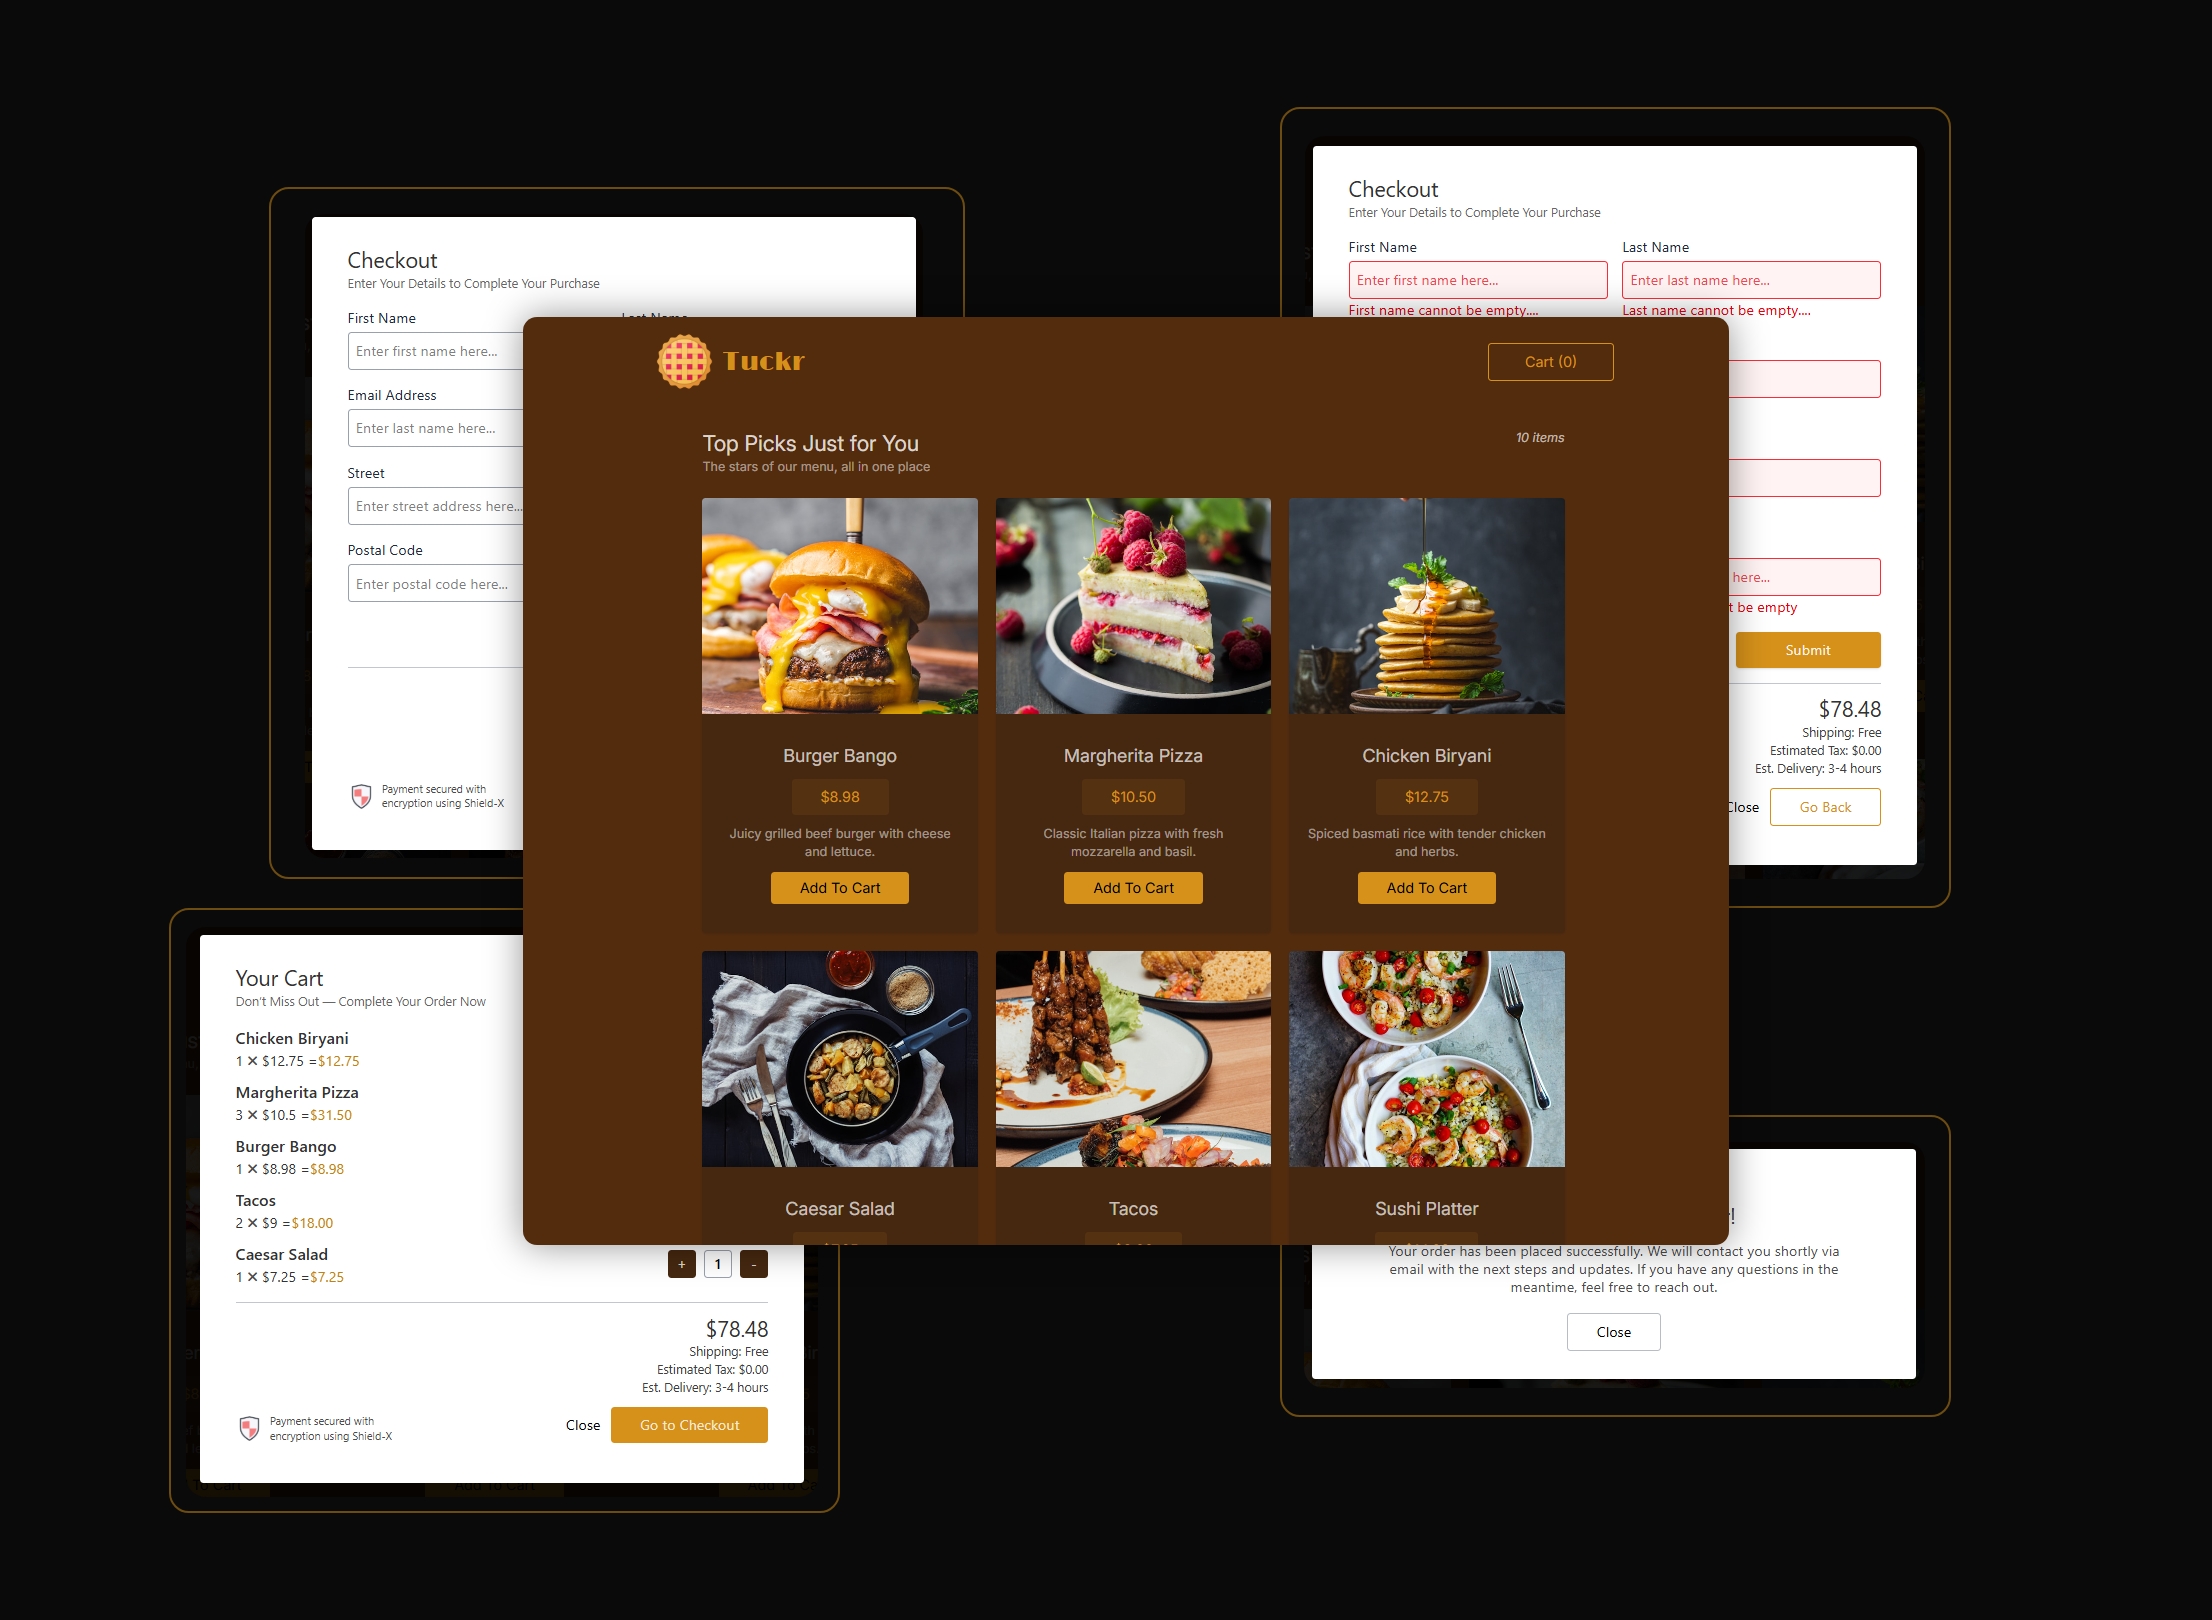 Checkout
Enter Your Details to Complete Your Purchase
First Name
Enter first name here...
Email Address
Enter last name here...
Street
Enter street address here...
Postal Code
Enter postal code here...
Payment secured with
encryption using Shield-X
Checkout
Enter Your Details to Complete Your Purchase
First Name
Last Name
Enter first name here...
Enter last name here...
First name cannot be empty....
Last name cannot be empty....
here...
be empty
Submit
$78.48
Shipping: Free
Estimated Tax: $0.00
Est. Delivery: 3-4 hours
Close
Go Back
Tuckr
Cart (0)
Top Picks Just for You
10 items
The stars of our menu, all in one place
Burger Bango
$8.98
Juicy grilled beef burger with cheese
and lettuce.
Add To Cart
Margherita Pizza
$10.50
Classic Italian pizza with fresh
mozzarella and basil.
Add To Cart
Chicken Biryani
$12.75
Spiced basmati rice with tender chicken
and herbs.
Add To Cart
Caesar Salad
Tacos
Sushi Platter
Your Cart
Don't Miss Out — Complete Your Order Now
Chicken Biryani
1 × $12.75 =$12.75
Margherita Pizza
3 × $10.5 =$31.50
Burger Bango
1 × $8.98 =$8.98
Tacos
2 × $9 =$18.00
Caesar Salad
1 × $7.25 =$7.25
+ 1 -
$78.48
Shipping: Free
Estimated Tax: $0.00
Est. Delivery: 3-4 hours
Payment secured with
encryption using Shield-X
Close
Go to Checkout
Add To Cart
Your order has been placed successfully. We will contact you shortly via
email with the next steps and updates. If you have any questions in the
meantime, feel free to reach out.
Close